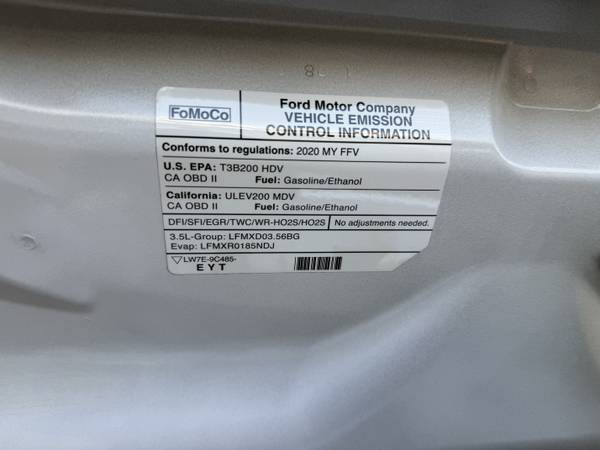 FoMoCo
Ford Motor Company
VEHICLE EMISSION
CONTROL INFORMATION
Conforms to regulations: 2020 MY FFV
U.S. EPA: T3B200 HDV
CA OBD II Fuel: Gasoline/Ethanol
California: ULEV200 MDV
CA OBD II Fuel: Gasoline/Ethanol
DFI/SFI/EGR/TWC/WR-HO2S/HO2S No adjustments needed.
3.5L-Group: LFMXD03.56BG
Evap: LFMXR0185NDJ
LW7E-9C485-
EYT